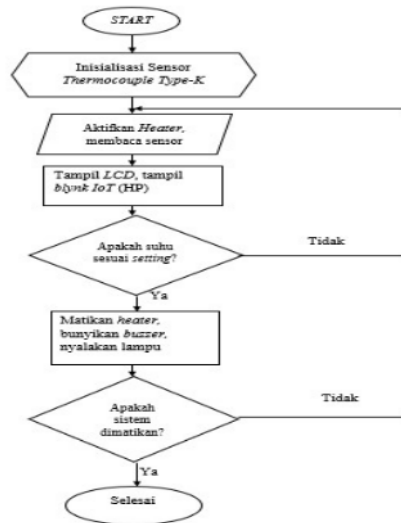 START
Inisialisasi Sensor
Thermocouple Type-K
Aktifkan Heater,
membaca sensor
Tampil LCD, tampil
blynk IoT (HP)
Apakah suhu
sesuai setting?
Tidak
Ya
Matikan heater,
bunyikan buzzer,
nyalakan lampu
Apakah
sistem
dimatikan?
Tidak
Ya
Selesai